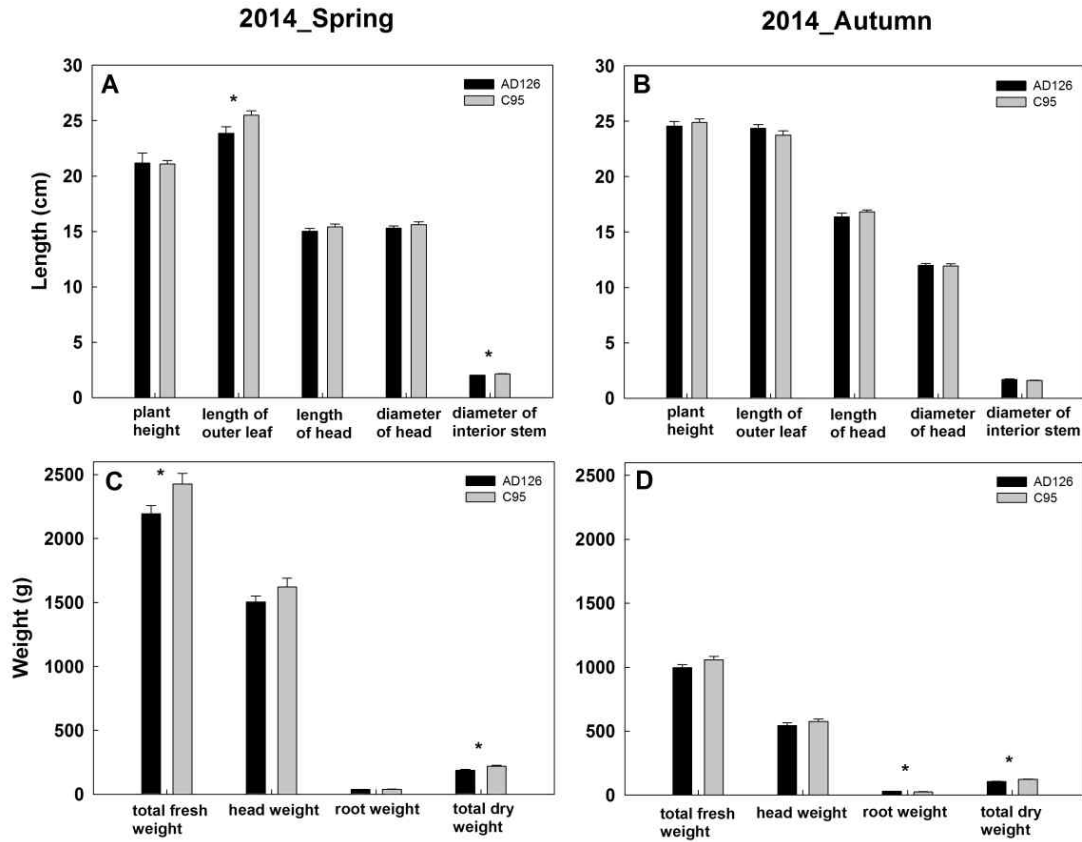 2014_Spring
2014_Autumn
A
AD126
C95
*
*
30
25
20
15
10
5
0
Length (cm)
plant
height
length of
outer leaf
length
of head
diameter
of head
diameter of
interior stem
B
AD126
C95
30
25
20
15
10
5
0
plant
height
length of
outer leaf
length
of head
diameter
of head
diameter of
interior stem
C
AD126
C95
*
*
2500
2000
1500
1000
500
0
Weight (g)
total fresh
weight
head weight
root weight
total dry
weight
D
AD126
C95
*
*
2500
2000
1500
1000
500
0
total fresh
weight
head weight
root weight
total dry
weight